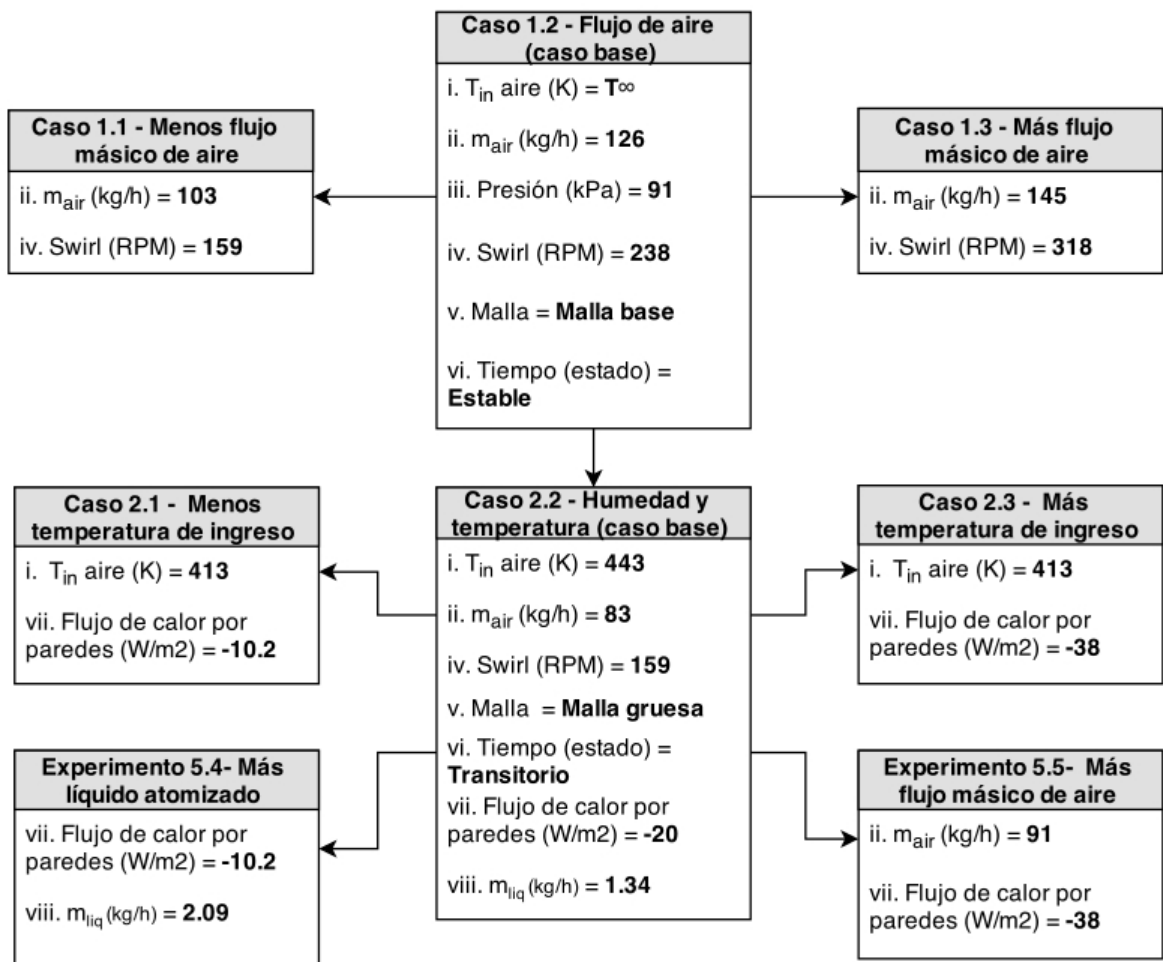 Caso 1.2 - Flujo de aire
(caso base)
i. Tin aire (K) = T∞
ii. mair (kg/h) = 126
iii. Presión (kPa) = 91
iv. Swirl (RPM) = 238
v. Malla = Malla base
vi. Tiempo (estado) =
Estable
Caso 1.1 - Menos flujo
másico de aire
ii. mair (kg/h) = 103
iv. Swirl (RPM) = 159
Caso 1.3 - Más flujo
másico de aire
ii. mair (kg/h) = 145
iv. Swirl (RPM) = 318
Caso 2.1 - Menos
temperatura de ingreso
i. Tin aire (K) = 413
vii. Flujo de calor por
paredes (W/m2) = -10.2
Caso 2.2 - Humedad y
temperatura (caso base)
i. Tin aire (K) = 443
ii. mair (kg/h) = 83
iv. Swirl (RPM) = 159
v. Malla = Malla gruesa
vi. Tiempo (estado) =
Transitorio
vii. Flujo de calor por
paredes (W/m2) = -20
viii. mliq (kg/h) = 1.34
Caso 2.3 - Más
temperatura de ingreso
i. Tin aire (K) = 413
vii. Flujo de calor por
paredes (W/m2) = -38
Experimento 5.4- Más
líquido atomizado
vii. Flujo de calor por
paredes (W/m2) = -10.2
viii. mliq (kg/h) = 2.09
Experimento 5.5- Más
flujo másico de aire
ii. mair (kg/h) = 91
vii. Flujo de calor por
paredes (W/m2) = -38